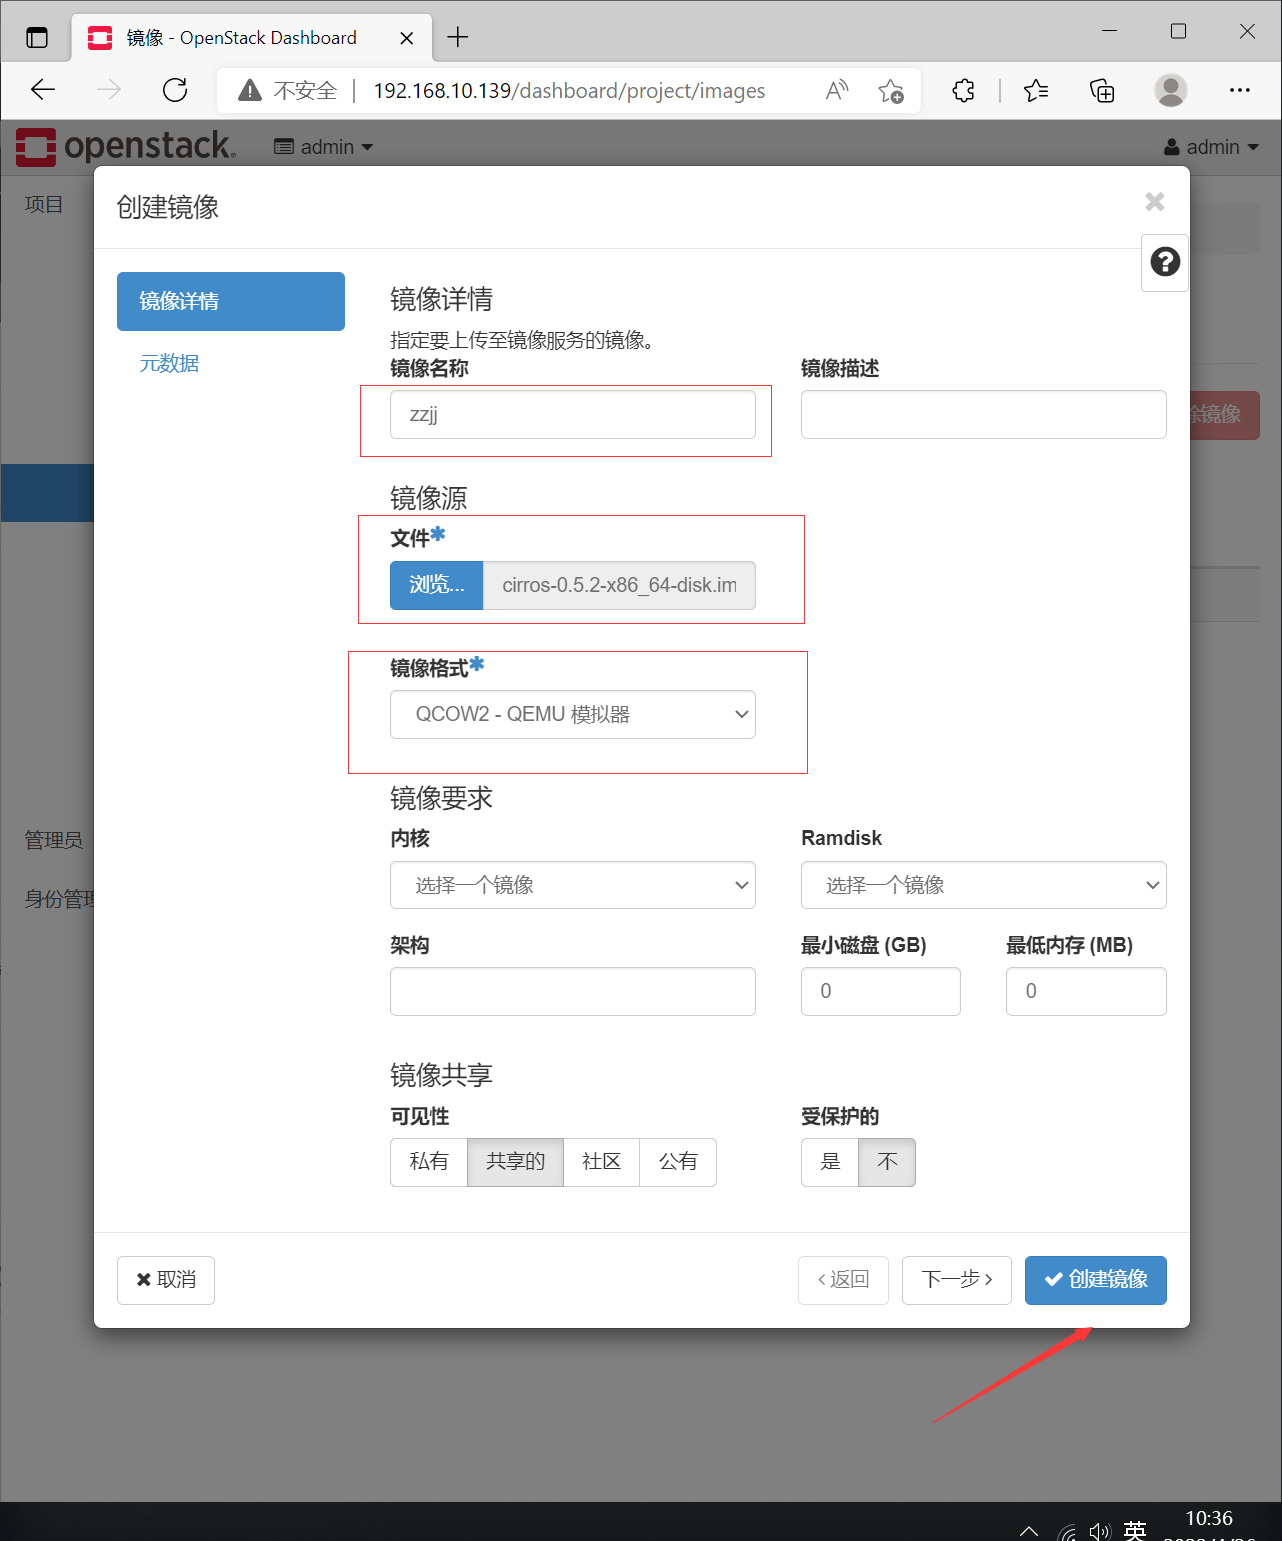 镜像 - OpenStack Dashboard
不安全
192.168.10.139/dashboard/project/images
openstack.
admin
admin
项目
创建镜像
镜像详情
元数据
镜像详情
指定要上传至镜像服务的镜像。
镜像名称
镜像描述
zzjj
除镜像
镜像源
文件
浏览...
cirros-0.5.2-x86_64-disk.im
镜像格式
QCOW2 - QEMU 模拟器
镜像要求
内核
Ramdisk
管理员
选择一个镜像
选择一个镜像
身份管理
架构
最小磁盘 (GB)
最低内存 (MB)
0
0
镜像共享
可见性
受保护的
私有
共享的
社区
公有
是
不
取消
返回
下一步
创建镜像
英
10:36